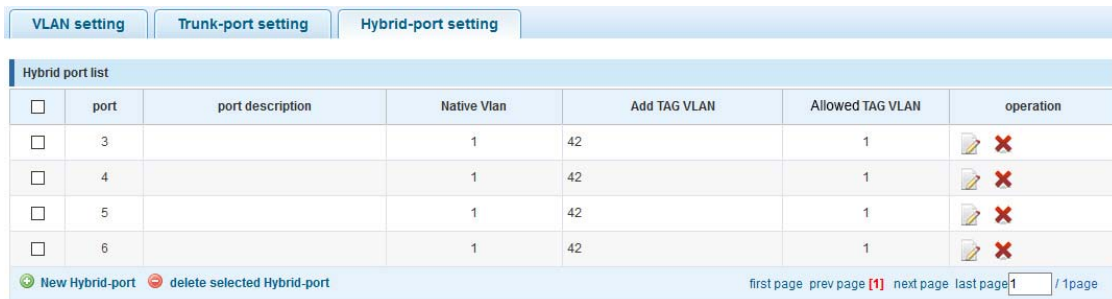 VLAN setting Trunk-port setting Hybrid-port setting
Hybrid port list
port port description Native Vlan Add TAG VLAN Allowed TAG VLAN operation
3 1 42 1
4 1 42 1
5 1 42 1
6 1 42 1
New Hybrid-port delete selected Hybrid-port first page prev page [1] next page last page 1 / 1page